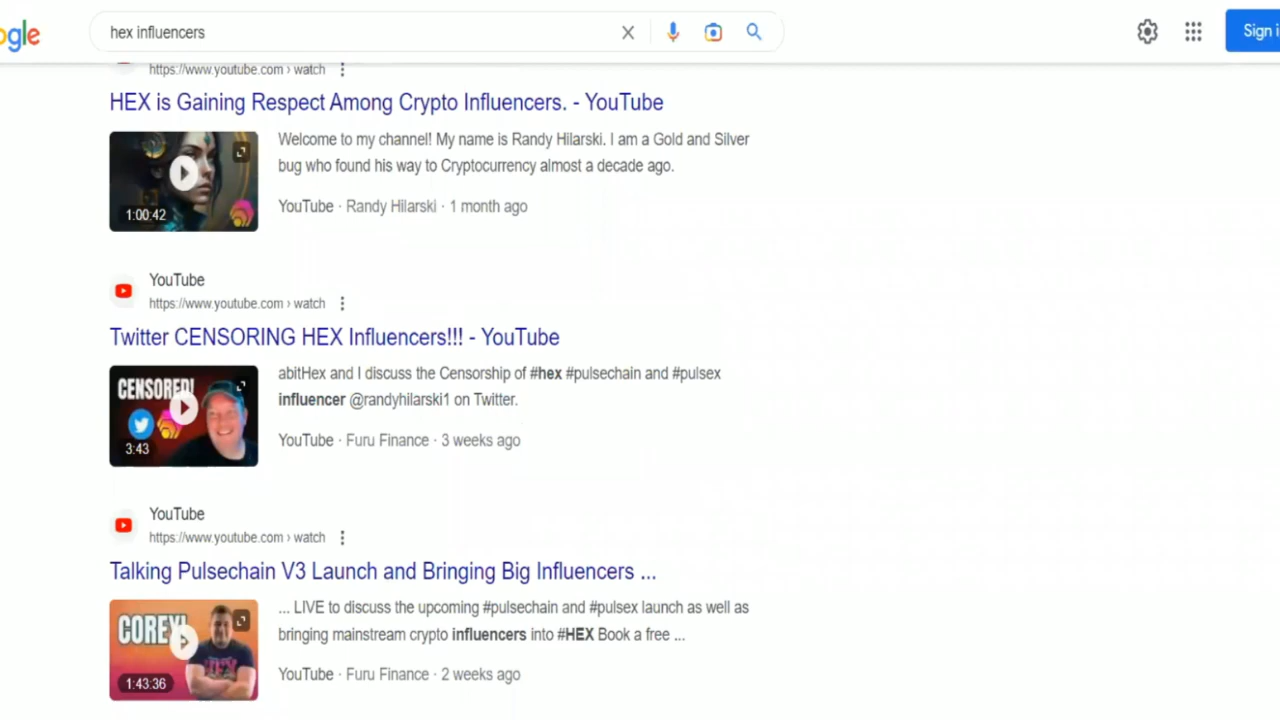 ogle
hex influencers
Sign i
https://www.youtube.com › watch
HEX is Gaining Respect Among Crypto Influencers. - YouTube
Welcome to my channel! My name is Randy Hilarski. I am a Gold and Silver
bug who found his way to Cryptocurrency almost a decade ago.
1:00:42
YouTube · Randy Hilarski · 1 month ago
YouTube
https://www.youtube.com › watch
Twitter CENSORING HEX Influencers!!! - YouTube
CENSORED!
abitHex and I discuss the Censorship of #hex #pulsechain and #pulsex
influencer @randyhilarski1 on Twitter.
3:43
YouTube · Furu Finance · 3 weeks ago
YouTube
https://www.youtube.com › watch
Talking Pulsechain V3 Launch and Bringing Big Influencers ...
COREY!
... LIVE to discuss the upcoming #pulsechain and #pulsex launch as well as
bringing mainstream crypto influencers into #HEX Book a free ...
1:43:36
YouTube · Furu Finance · 2 weeks ago